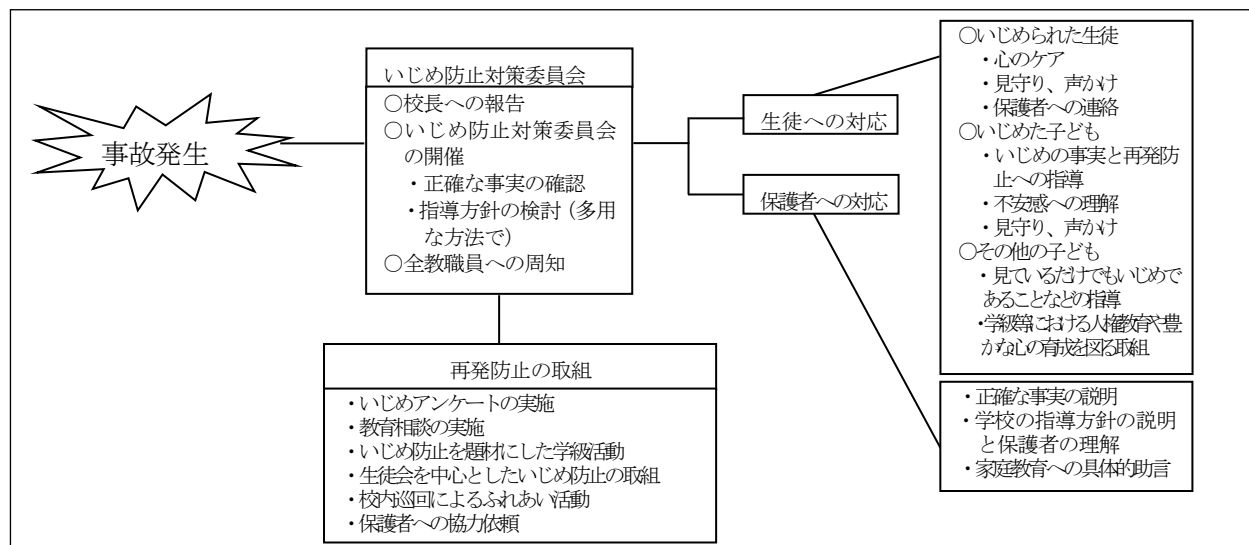 事故発生
いじめ防止対策委員会
○校長への報告
○いじめ防止対策委員会
の開催
・正確な事実の確認
・指導方針の検討(多用
な方法で)
○全教職員への周知
再発防止の取組
・いじめアンケートの実施
・教育相談の実施
・いじめ防止を題材にした学級活動
・生徒会を中心としたいじめ防止の取組
・校内巡回によるふれあい活動
・保護者への協力依頼
生徒への対応
保護者への対応
○いじめられた生徒
・心のケア
・見守り、声かけ
・保護者への連絡
○いじめた子ども
・いじめの事実と再発防
止への指導
・不安感への理解
・見守り、声かけ
○その他の子ども
・見ているだけでもいじめで
あることなどの指導
・学級等における人権教育や豊
かな心の育成を図る取組
・正確な事実の説明
・学校の指導方針の説明
と保護者の理解
・家庭教育への具体的助言